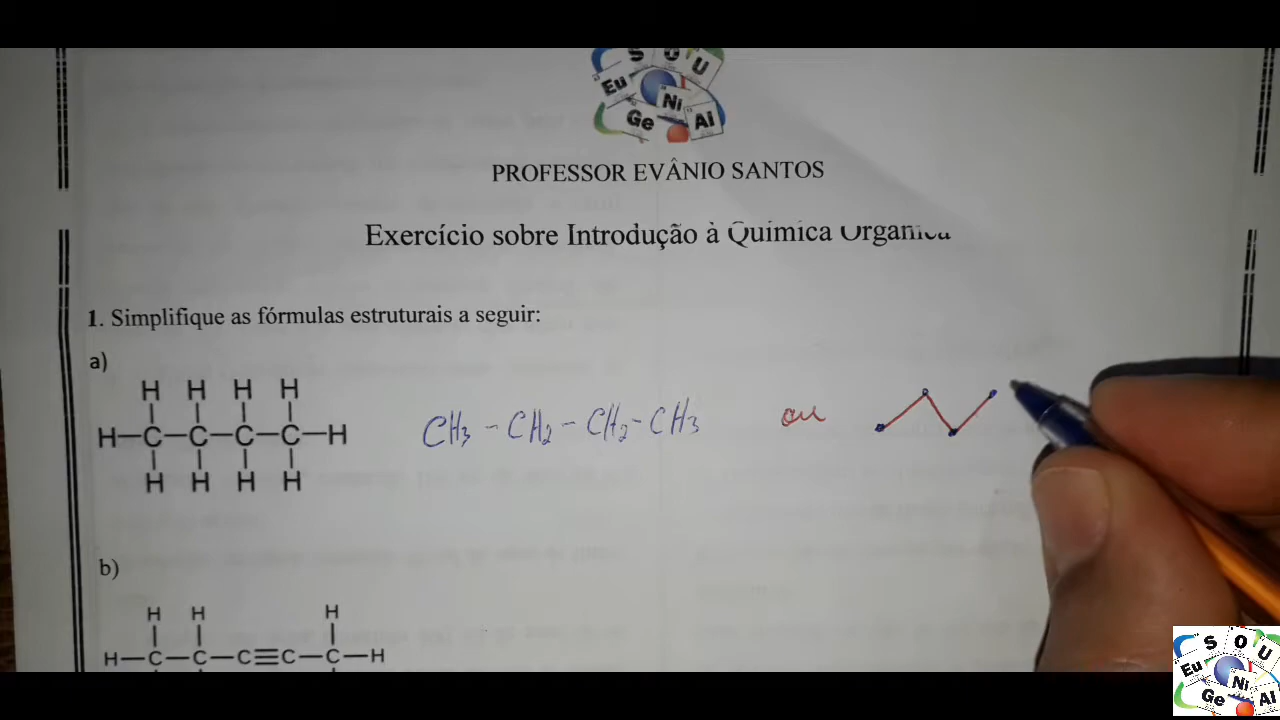 S O U
Eu Ni
Ge Al
PROFESSOR EVÂNIO SANTOS
Exercício sobre Introdução à Química Orgânica
1. Simplifique as fórmulas estruturais a seguir:
a)
H H H H
H—C—C—C—C—H
H H H H
CH3 - CH2 - CH2 - CH3 ou
b)
H H H
H—C—C—C≡C—C—H
S O U
Eu Ni
Ge Al